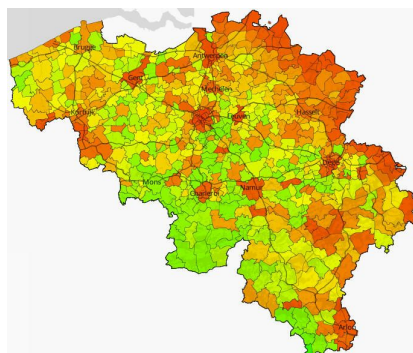 Brugge
Antwerpen
Gent
Mechelen
Kortrijk
Leuven
Hasselt
Liège
Mons
Namur
Charleroi
Arlon